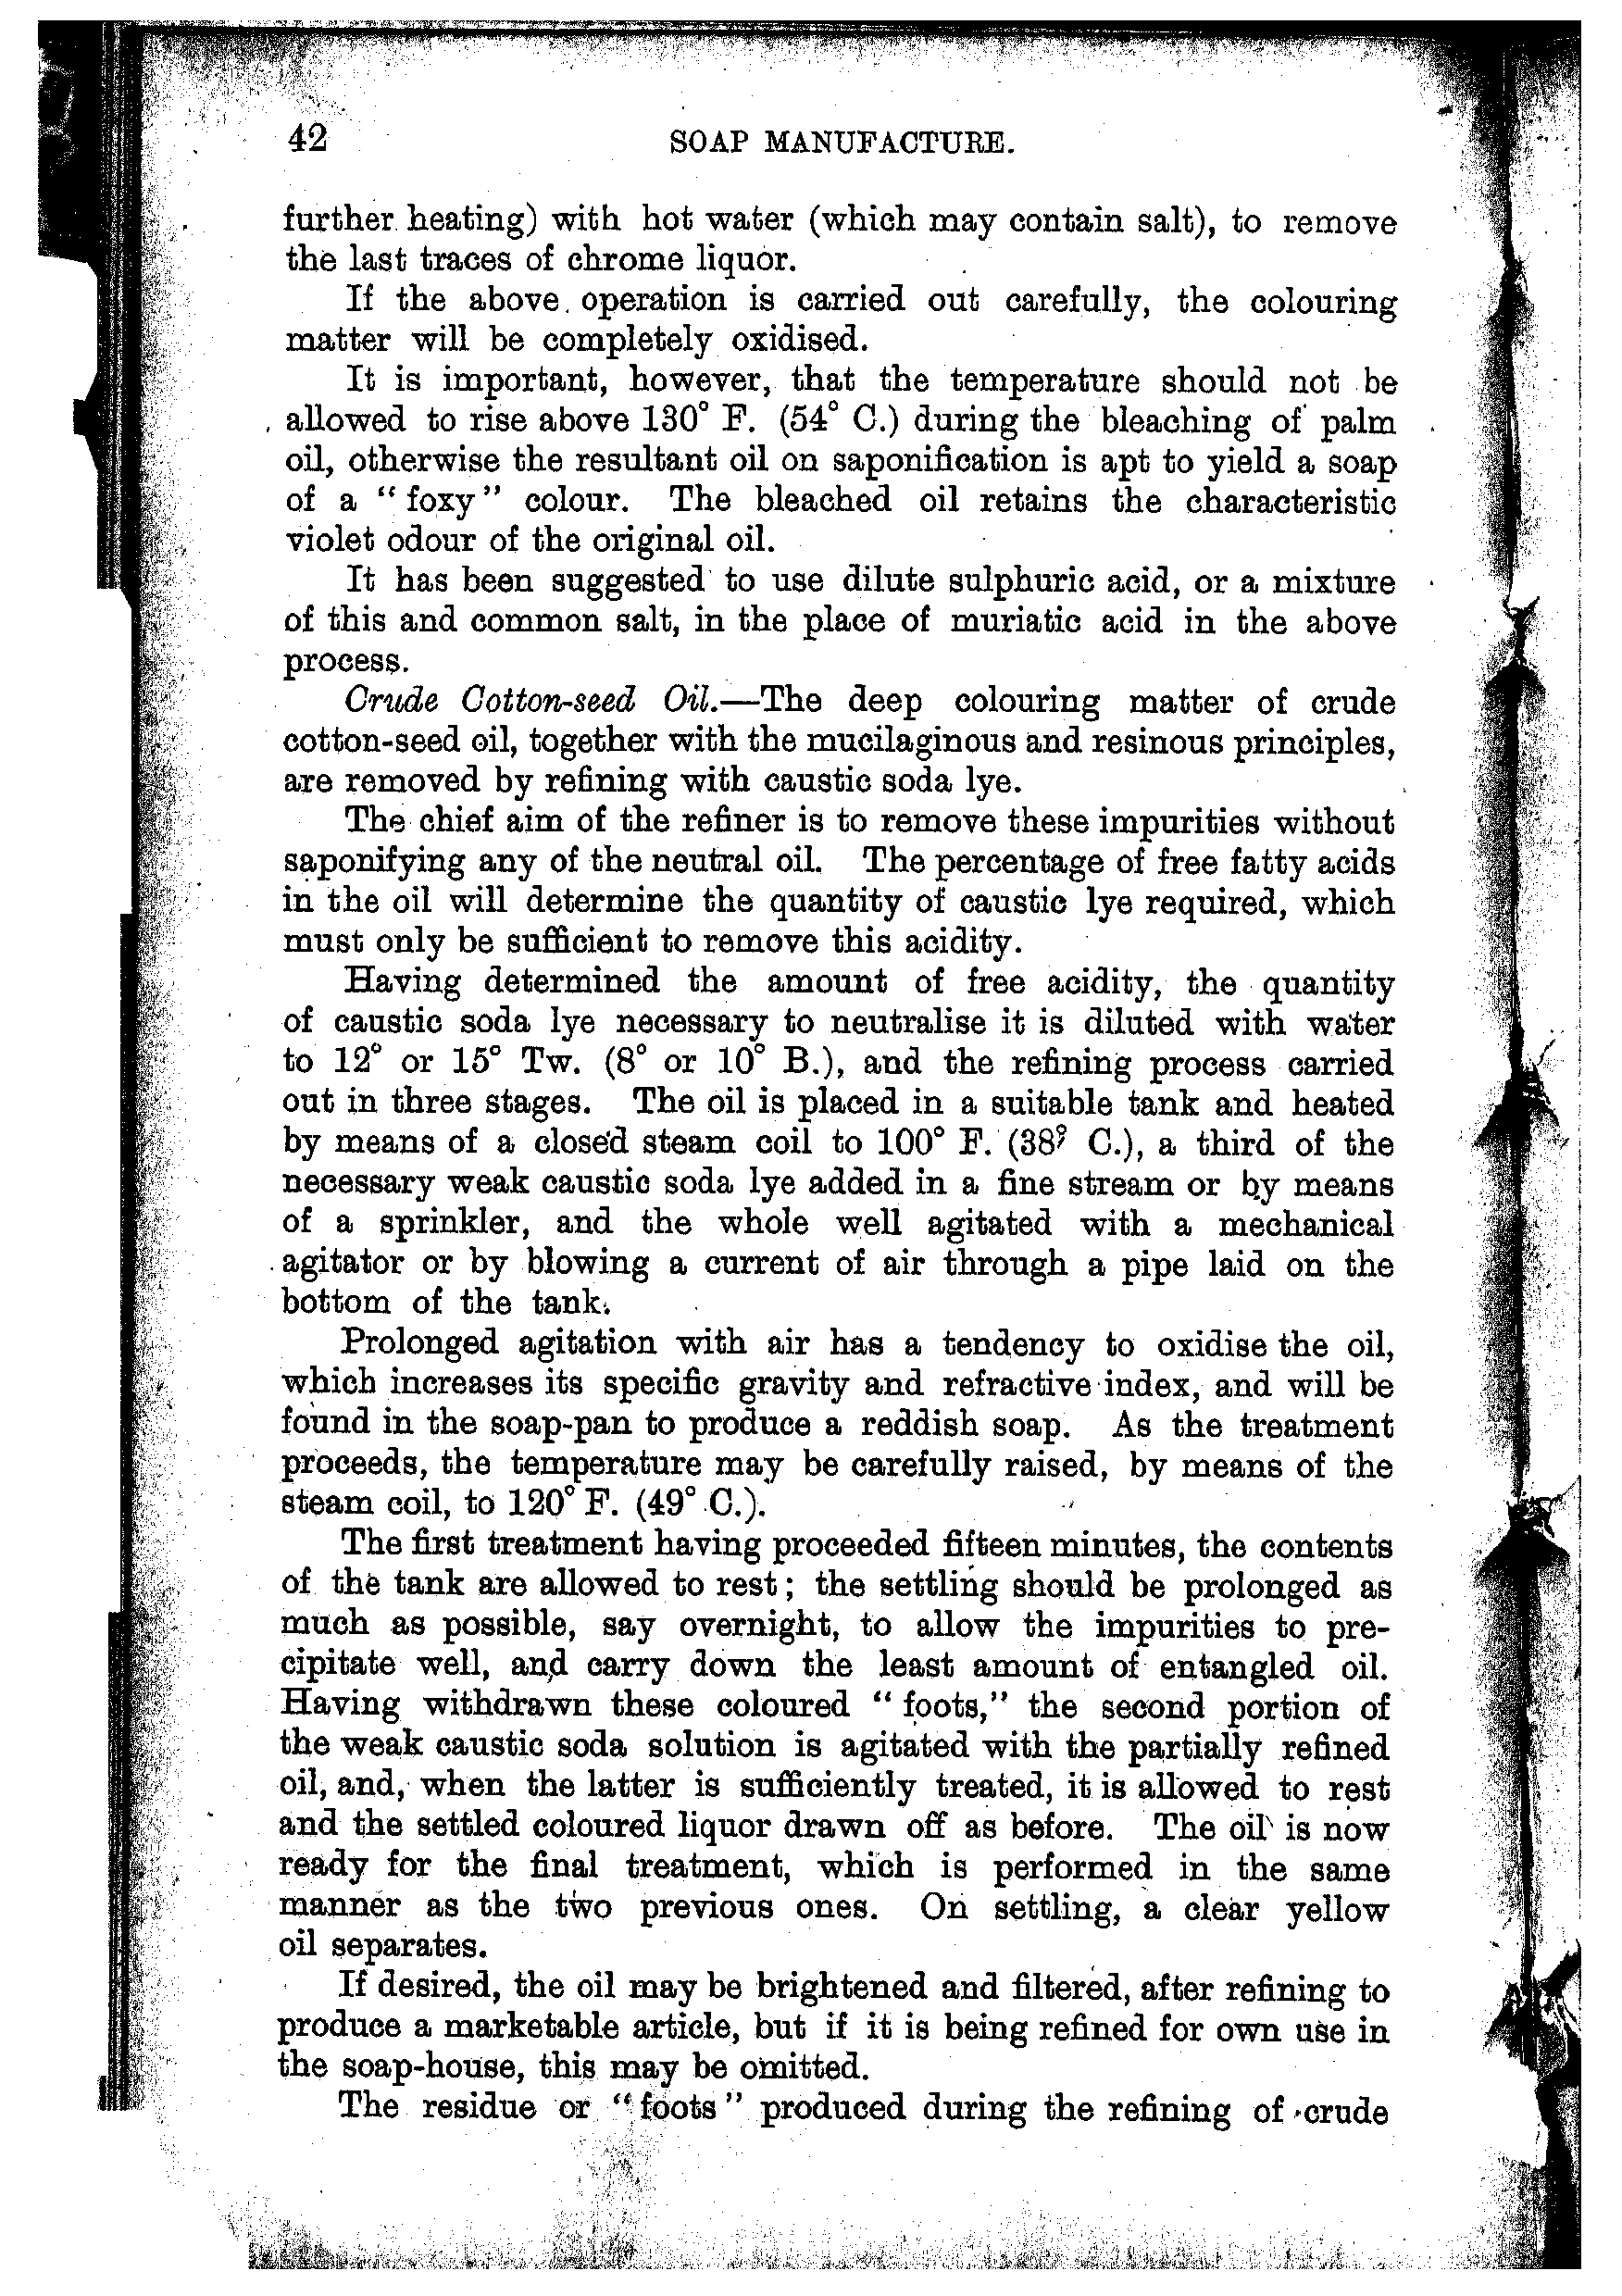 42 SOAP MANUFACTURE.
further heating) with hot water (which may contain salt), to remove
the last traces of chrome liquor.
If the above operation is carried out carefully, the colouring
matter will be completely oxidised.
It is important, however, that the temperature should not be
allowed to rise above 130° F. (54° C.) during the bleaching of palm
oil, otherwise the resultant oil on saponification is apt to yield a soap
of a "foxy" colour. The bleached oil retains the characteristic
violet odour of the original oil.
It has been suggested to use dilute sulphuric acid, or a mixture
of this and common salt, in the place of muriatic acid in the above
process.
Crude Cotton-seed Oil.—The deep colouring matter of crude
cotton-seed oil, together with the mucilaginous and resinous principles,
are removed by refining with caustic soda lye.
The chief aim of the refiner is to remove these impurities without
saponifying any of the neutral oil. The percentage of free fatty acids
in the oil will determine the quantity of caustic lye required, which
must only be sufficient to remove this acidity.
Having determined the amount of free acidity, the quantity
of caustic soda lye necessary to neutralise it is diluted with water
to 12° or 15° Tw. (8° or 10° B.), and the refining process carried
out in three stages. The oil is placed in a suitable tank and heated
by means of a closed steam coil to 100° F. (38° C.), a third of the
necessary weak caustic soda lye added in a fine stream or by means
of a sprinkler, and the whole well agitated with a mechanical
agitator or by blowing a current of air through a pipe laid on the
bottom of the tank.
Prolonged agitation with air has a tendency to oxidise the oil,
which increases its specific gravity and refractive index, and will be
found in the soap-pan to produce a reddish soap. As the treatment
proceeds, the temperature may be carefully raised, by means of the
steam coil, to 120° F. (49° C.).
The first treatment having proceeded fifteen minutes, the contents
of the tank are allowed to rest; the settling should be prolonged as
much as possible, say overnight, to allow the impurities to pre-
cipitate well, and carry down the least amount of entangled oil.
Having withdrawn these coloured "foots," the second portion of
the weak caustic soda solution is agitated with the partially refined
oil, and, when the latter is sufficiently treated, it is allowed to rest
and the settled coloured liquor drawn off as before. The oil is now
ready for the final treatment, which is performed in the same
manner as the two previous ones. On settling, a clear yellow
oil separates.
If desired, the oil may be brightened and filtered, after refining to
produce a marketable article, but if it is being refined for own use in
the soap-house, this may be omitted.
The residue or "foots" produced during the refining of crude